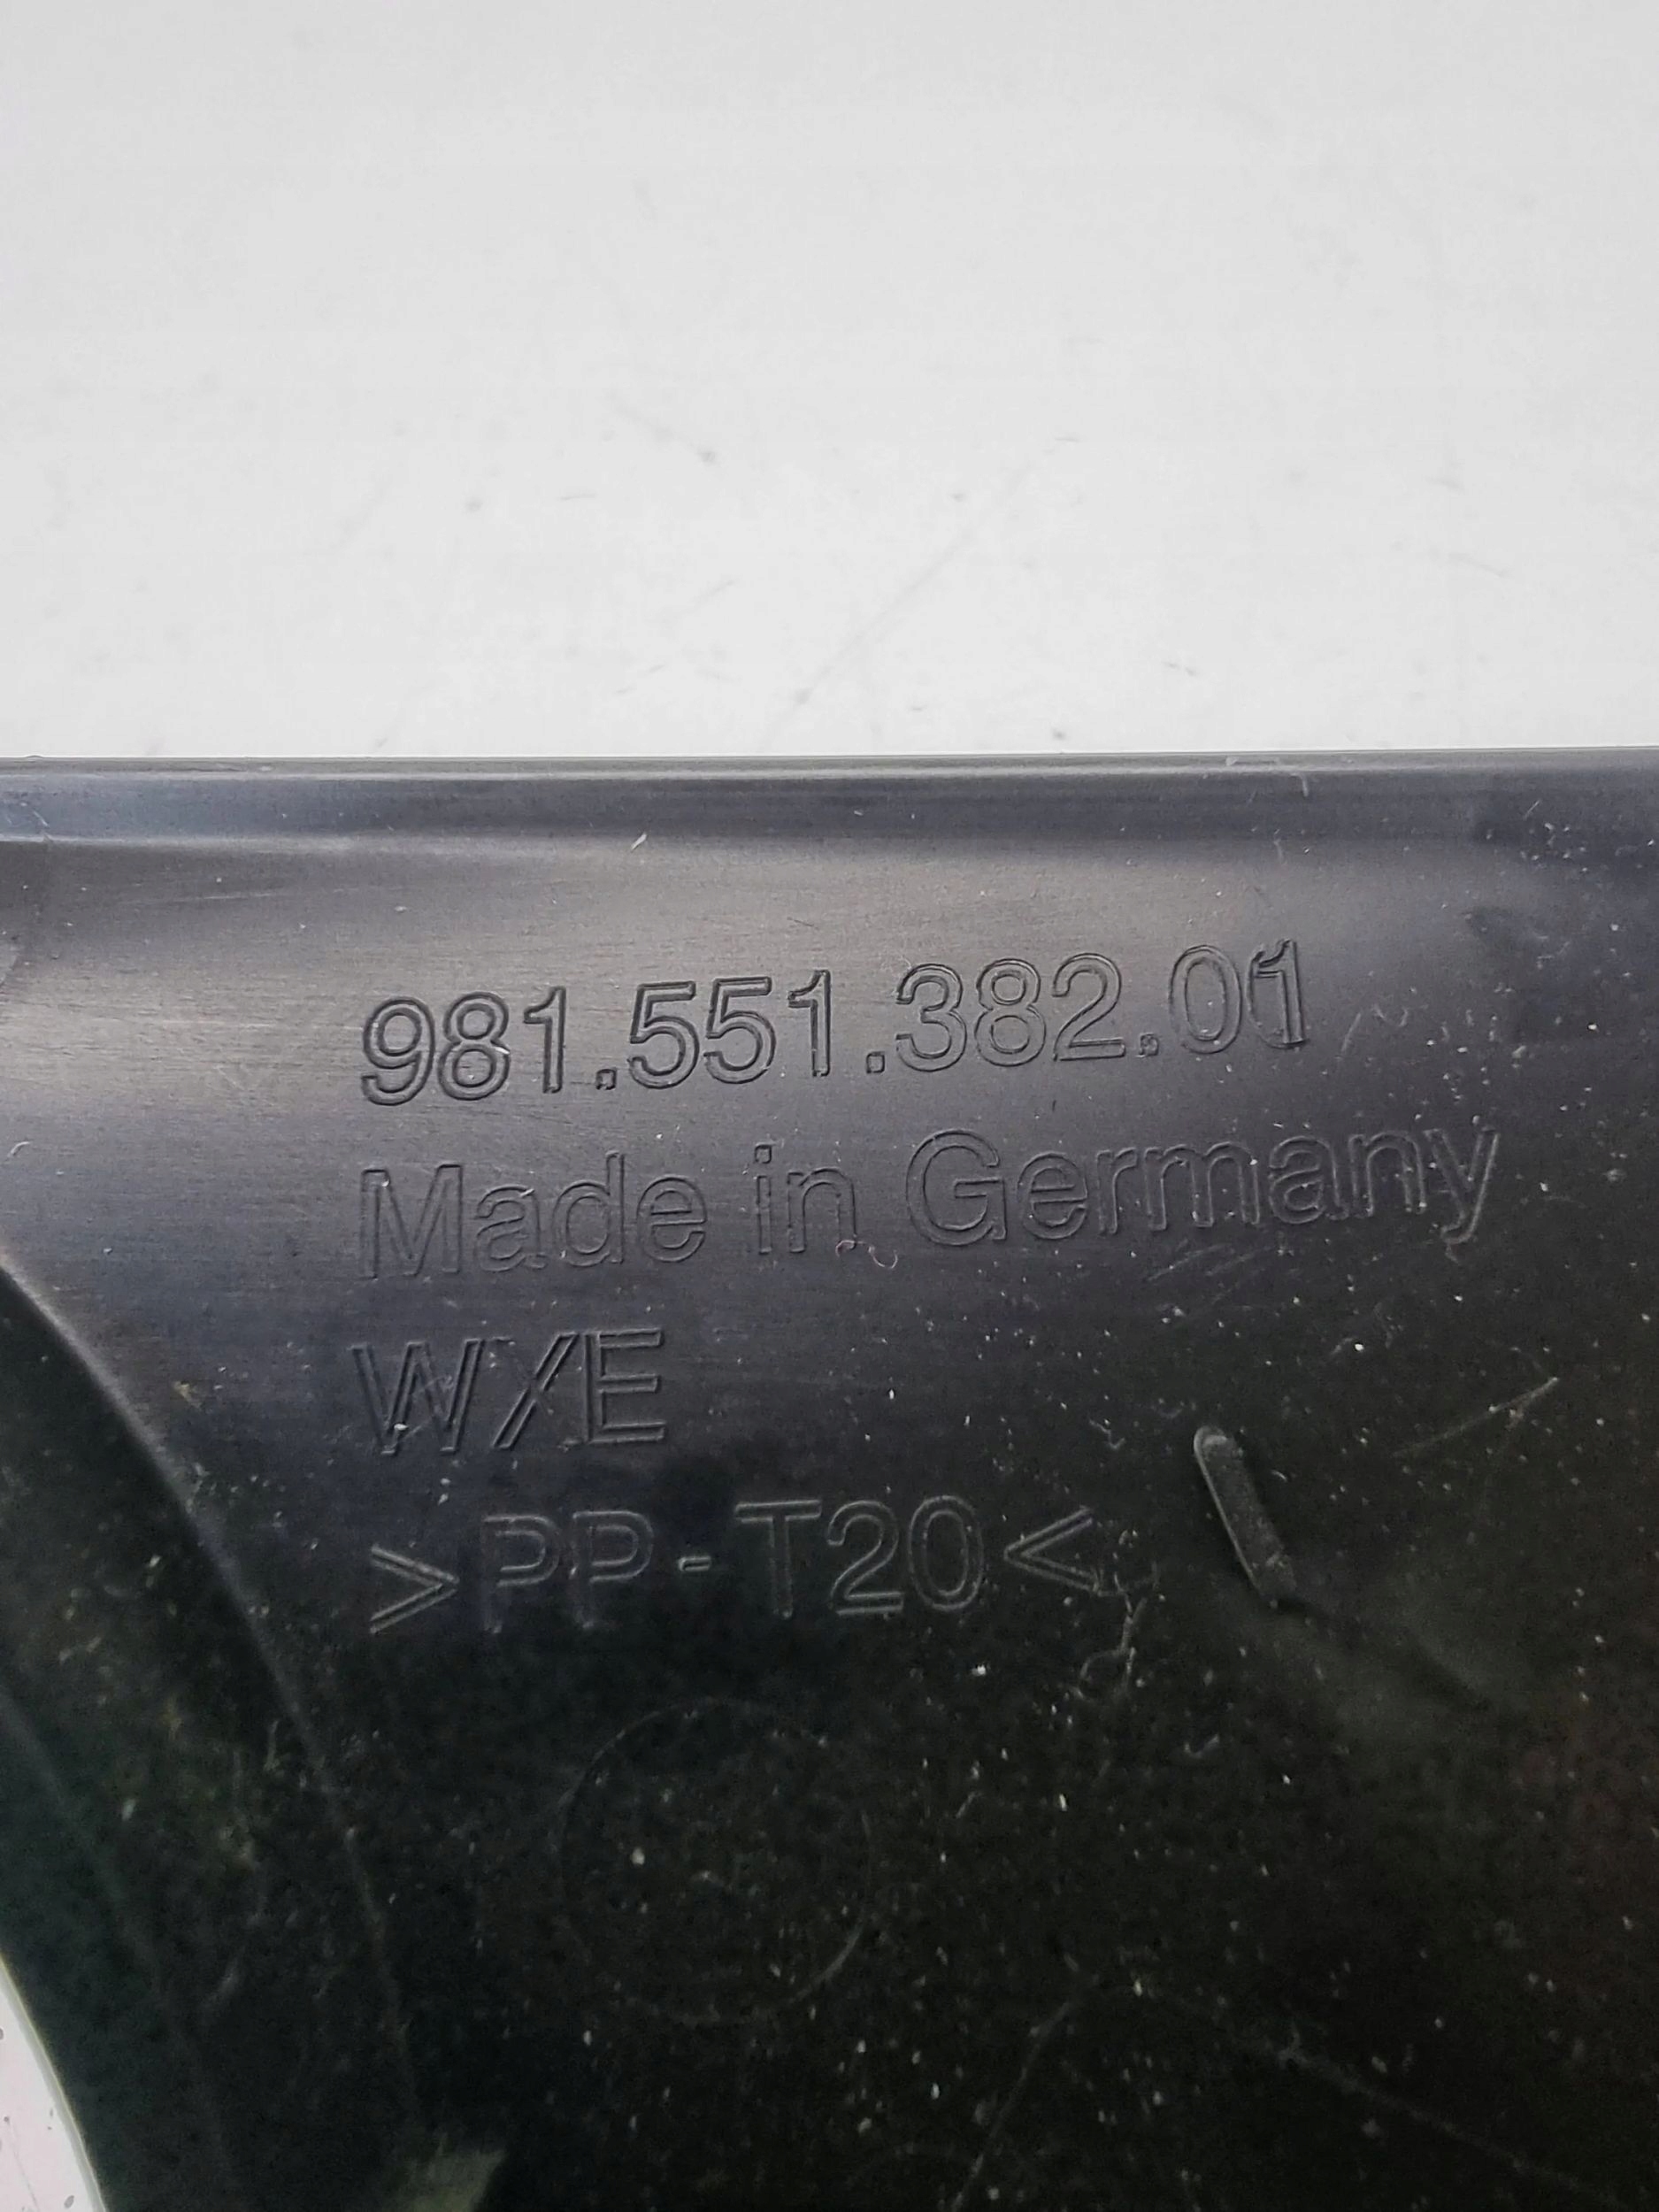 981.551.382.01
Made in Germany
WXE
>PP-T20<